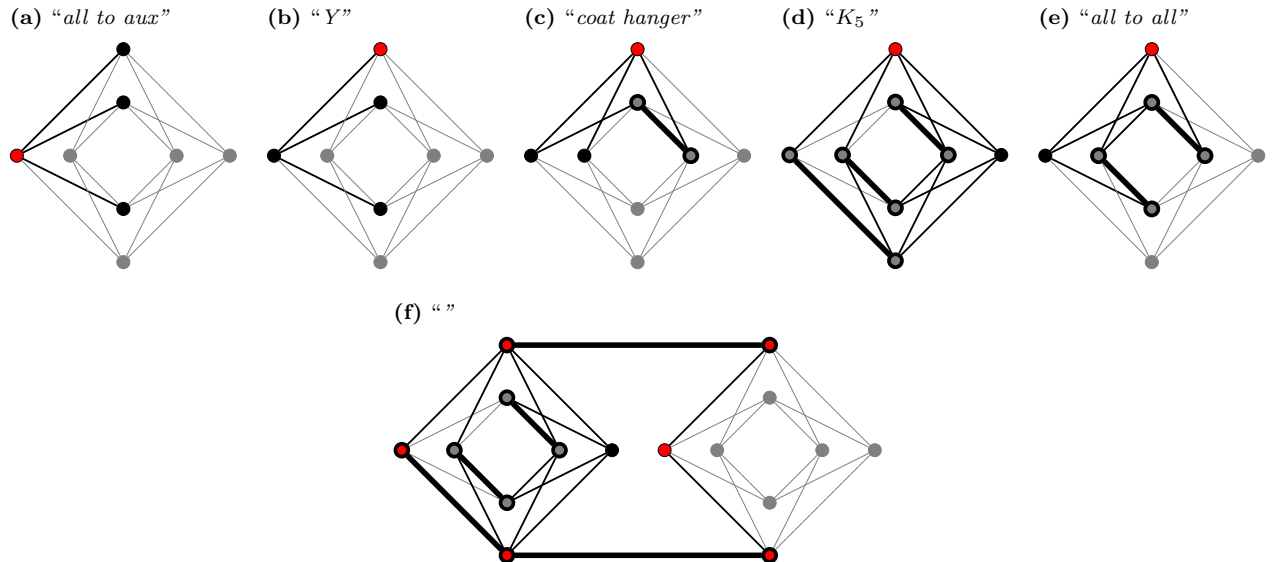 (a) “all to aux”
(b) “Y”
(c) “coat hanger”
(d) “K₅”
(e) “all to all”
(f) “ ”